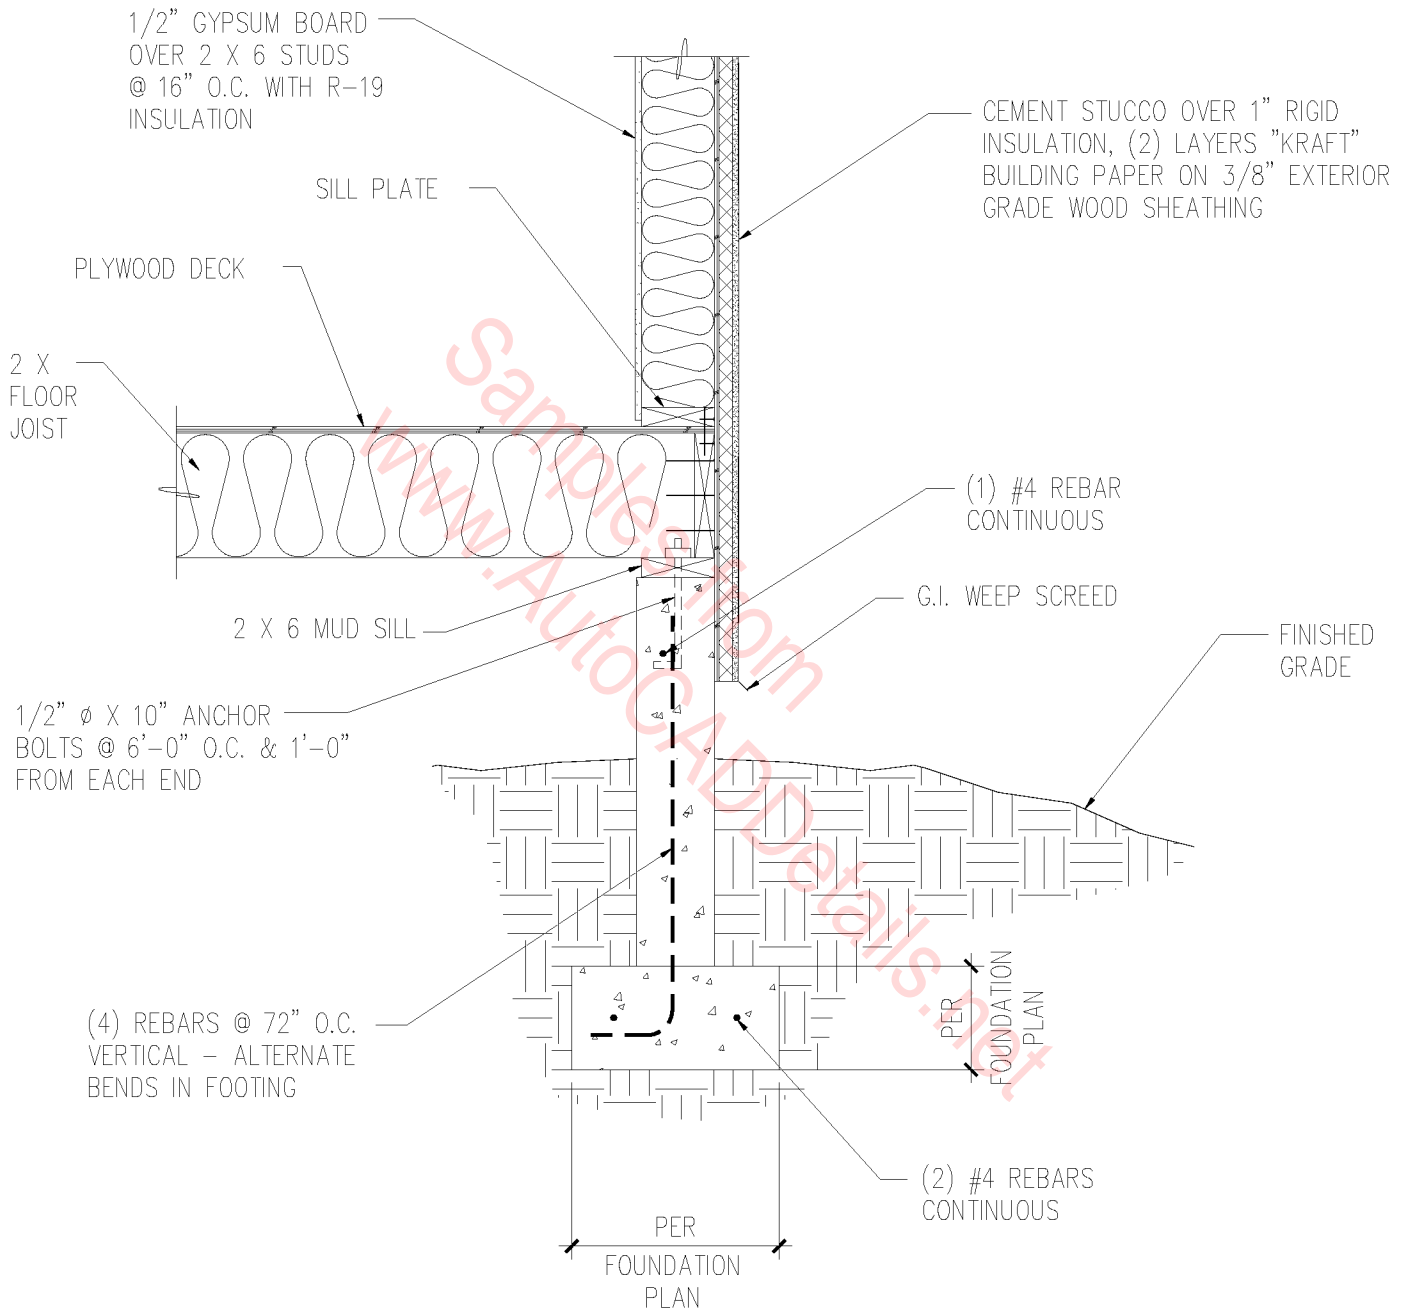 1/2" GYPSUM BOARD
OVER 2 X 6 STUDS
@ 16" O.C. WITH R-19
INSULATION
CEMENT STUCCO OVER 1" RIGID
INSULATION, (2) LAYERS "KRAFT"
BUILDING PAPER ON 3/8" EXTERIOR
GRADE WOOD SHEATHING
SILL PLATE
PLYWOOD DECK
2 X
FLOOR
JOIST
(1) #4 REBAR
CONTINUOUS
G.I. WEEP SCREED
2 X 6 MUD SILL
FINISHED
GRADE
1/2" ø X 10" ANCHOR
BOLTS @ 6'-0" O.C. & 1'-0"
FROM EACH END
(4) REBARS @ 72" O.C.
VERTICAL - ALTERNATE
BENDS IN FOOTING
PER
FOUNDATION
PLAN
(2) #4 REBARS
CONTINUOUS
PER
FOUNDATION
PLAN
Samples from
www.AutoCADDetails.net